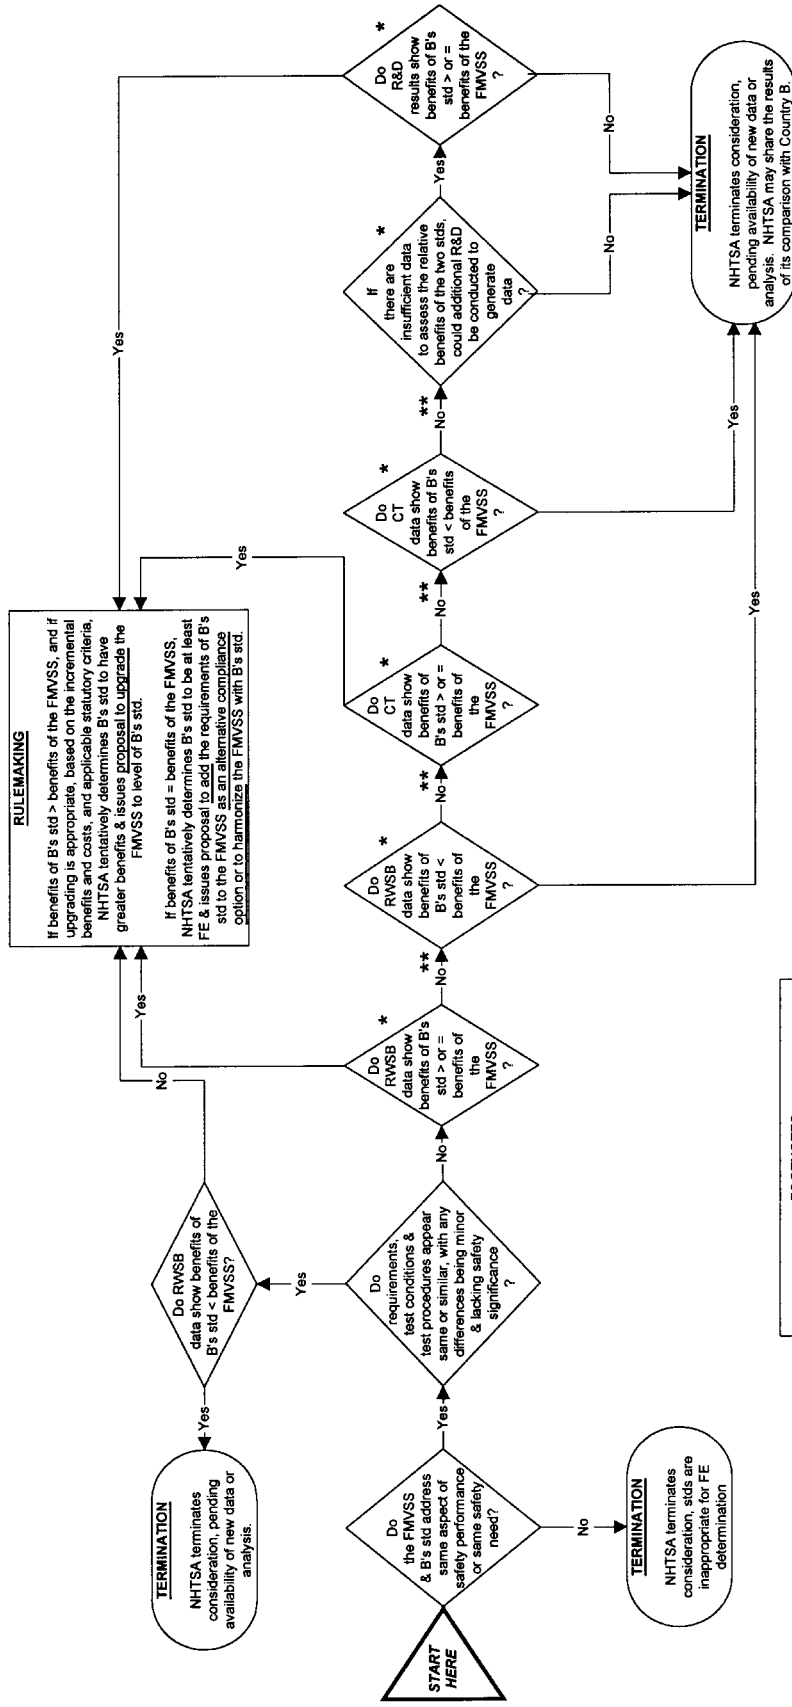 START
HERE
Do
the FMVSS
& B's std address
same aspect of
safety performance
or same safety
need?
No
TERMINATION
NHTSA terminates
consideration, stds are
inappropriate for FE
determination
Yes
Do
requirements,
test conditions &
test procedures appear
same or similar, with any
differences being minor
& lacking safety
significance
?
Yes
Do RWSB
data show benefits of
B's std < benefits of the
FMVSS?
Yes
TERMINATION
NHTSA terminates
consideration, pending
availability of new data or
analysis.
No
RULEMAKING
If benefits of B's std > benefits of the FMVSS, and if
upgrading is appropriate, based on the incremental
benefits and costs, and applicable statutory criteria,
NHTSA tentatively determines B's std to have
greater benefits & issues proposal to upgrade the
FMVSS to level of B's std.
If benefits of B's std = benefits of the FMVSS,
NHTSA tentatively determines B's std to be at least
FE & issues proposal to add the requirements of B's
std to the FMVSS as an alternative compliance
option or to harmonize the FMVSS with B's std.
No
Do
RWSB
data show
benefits of B's
std > or =
benefits of
the
FMVSS
?
*
Yes
No
**
Do
RWSB
data show
benefits of
B's std <
benefits of
the
FMVSS
?
*
Yes
No
**
Do
CT
data show
benefits of
B's std > or =
benefits of
the
FMVSS
?
*
Yes
No
**
Do
CT
data show
benefits of B's
std < benefits
of the
FMVSS
?
*
Yes
No
**
If
there are
insufficient data
to assess the relative
benefits of the two stds,
could additional R&D
be conducted to
generate
data
?
*
No
Yes
Do
R&D
results show
benefits of B's
std > or =
benefits of the
FMVSS
?
*
Yes
No
TERMINATION
NHTSA terminates consideration,
pending availability of new data or
analysis. NHTSA may share the results
of its comparison with Country B.